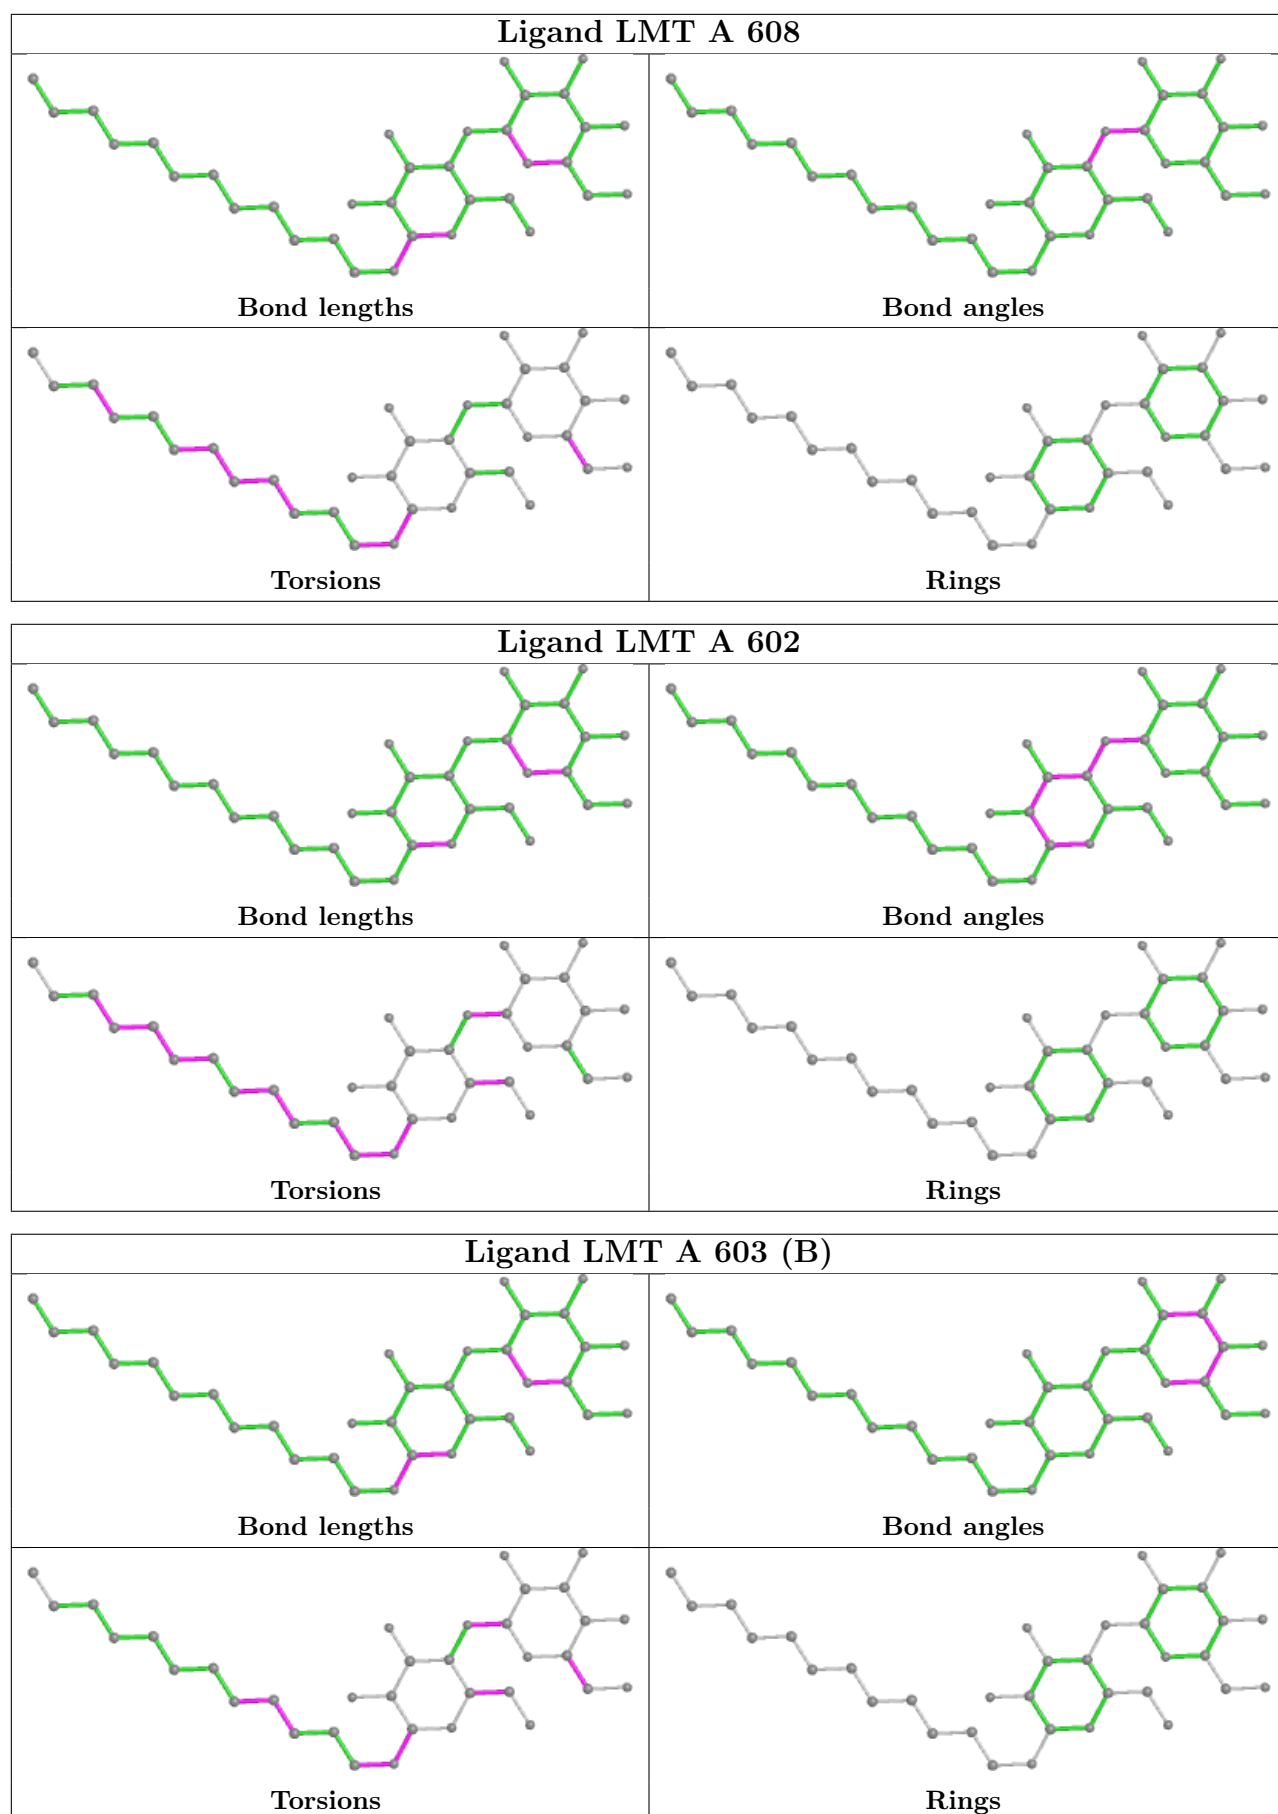 Ligand LMT A 608
Bond lengths
Bond angles
Torsions
Rings
Ligand LMT A 602
Bond lengths
Bond angles
Torsions
Rings
Ligand LMT A 603 (B)
Bond lengths
Bond angles
Torsions
Rings